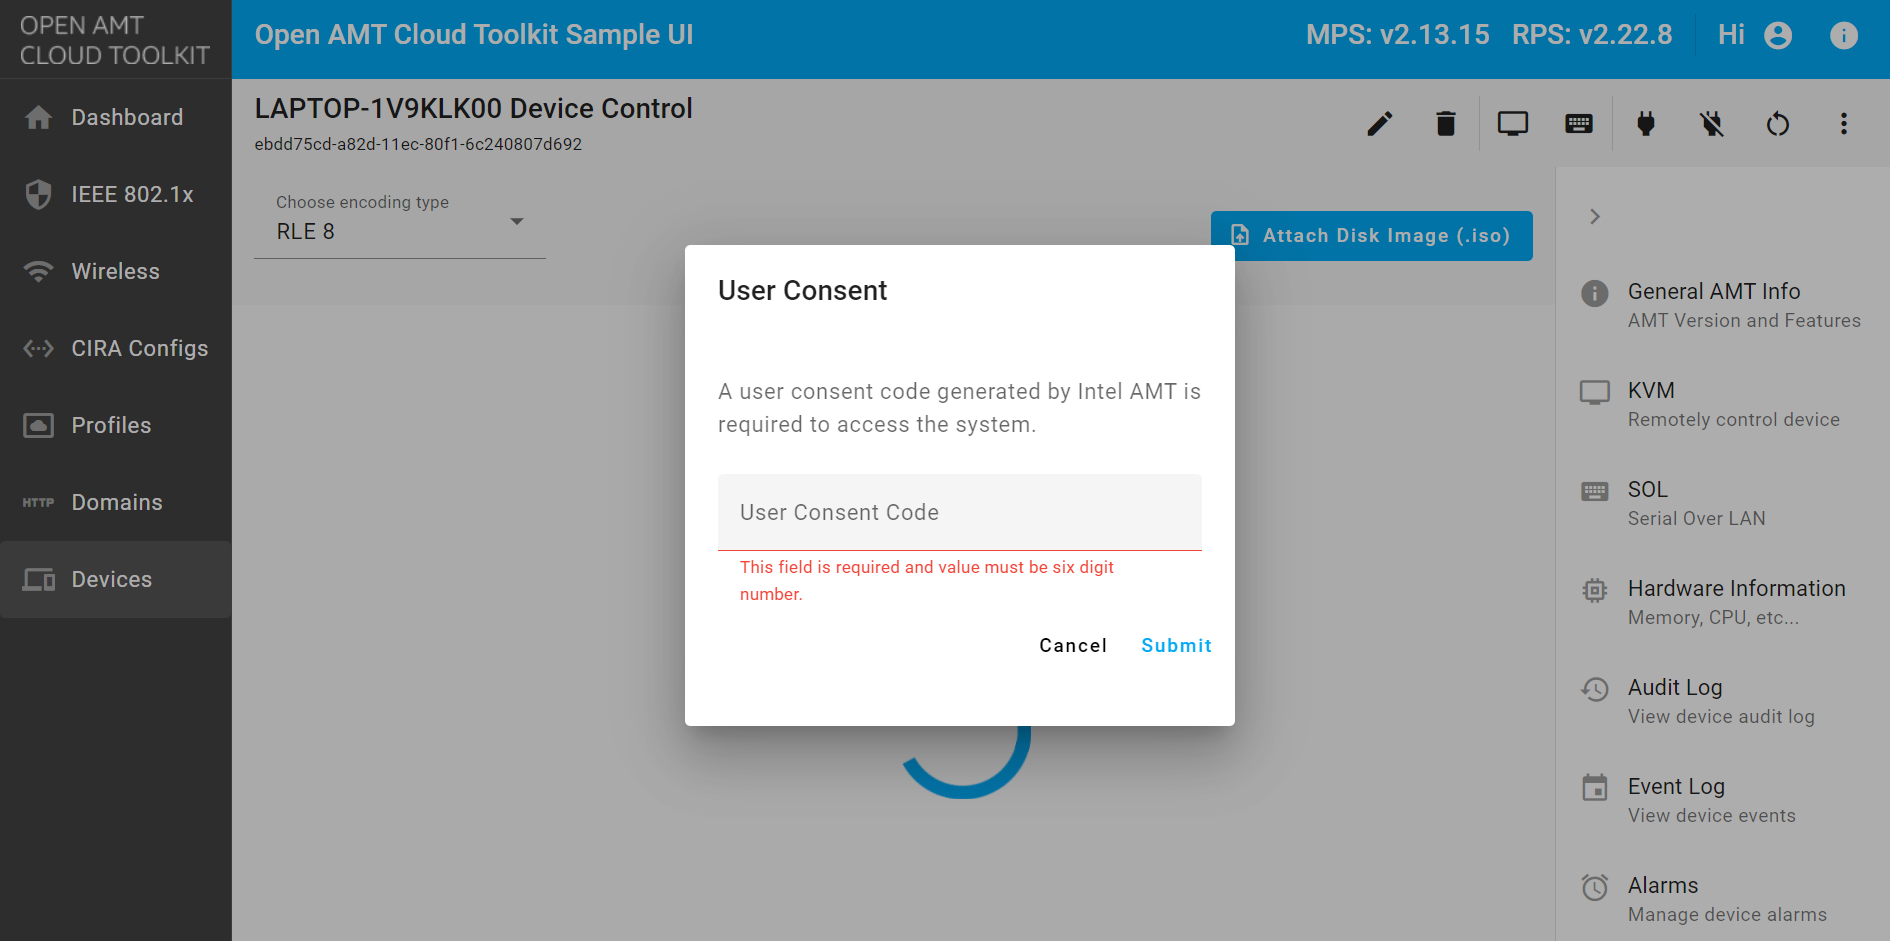 OPEN AMT
CLOUD TOOLKIT
Open AMT Cloud Toolkit Sample UI
MPS: v2.13.15 RPS: v2.22.8 Hi
Dashboard
IEEE 802.1x
Wireless
CIRA Configs
Profiles
HTTP Domains
Devices
LAPTOP-1V9KLK00 Device Control
ebdd75cd-a82d-11ec-80f1-6c240807d692
Choose encoding type
RLE 8
Attach Disk Image (.iso)
User Consent
A user consent code generated by Intel AMT is
required to access the system.
User Consent Code
This field is required and value must be six digit
number.
Cancel Submit
General AMT Info
AMT Version and Features
KVM
Remotely control device
SOL
Serial Over LAN
Hardware Information
Memory, CPU, etc...
Audit Log
View device audit log
Event Log
View device events
Alarms
Manage device alarms